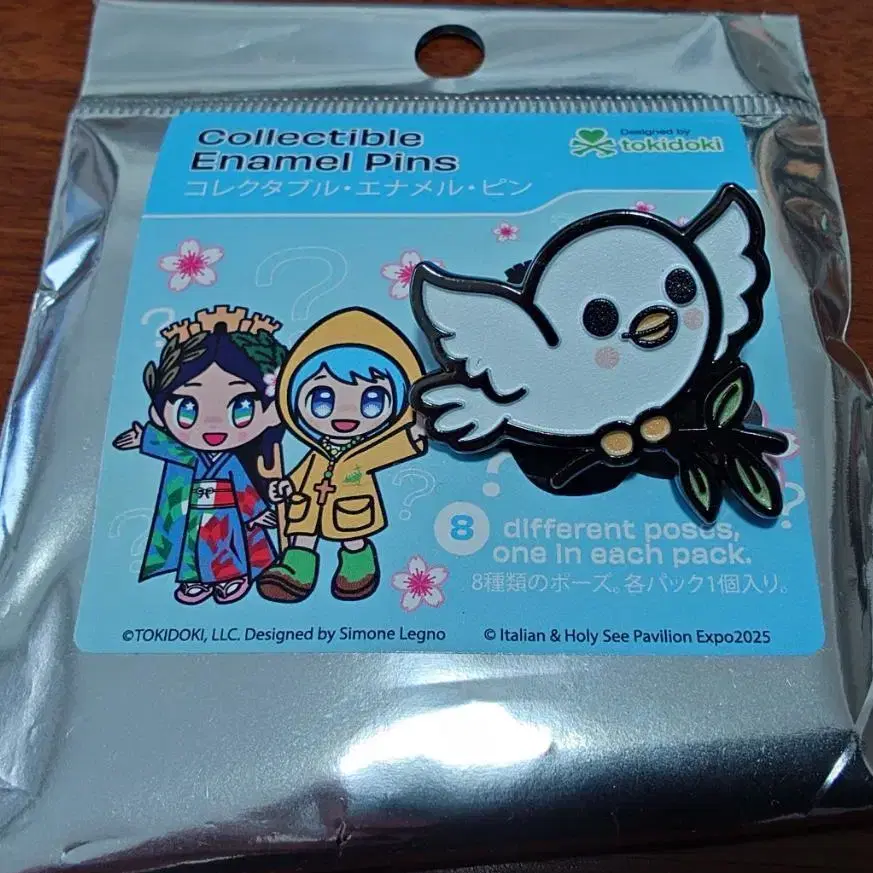 Collectible
Enamel Pins
コレクタブル・エナメル・ピン
Designed by
tokidoki
8 different poses,
one in each pack.
8種類のポーズ。各パック1個入り。
©TOKIDOKI, LLC. Designed by Simone Legno
© Italian & Holy See Pavilion Expo2025